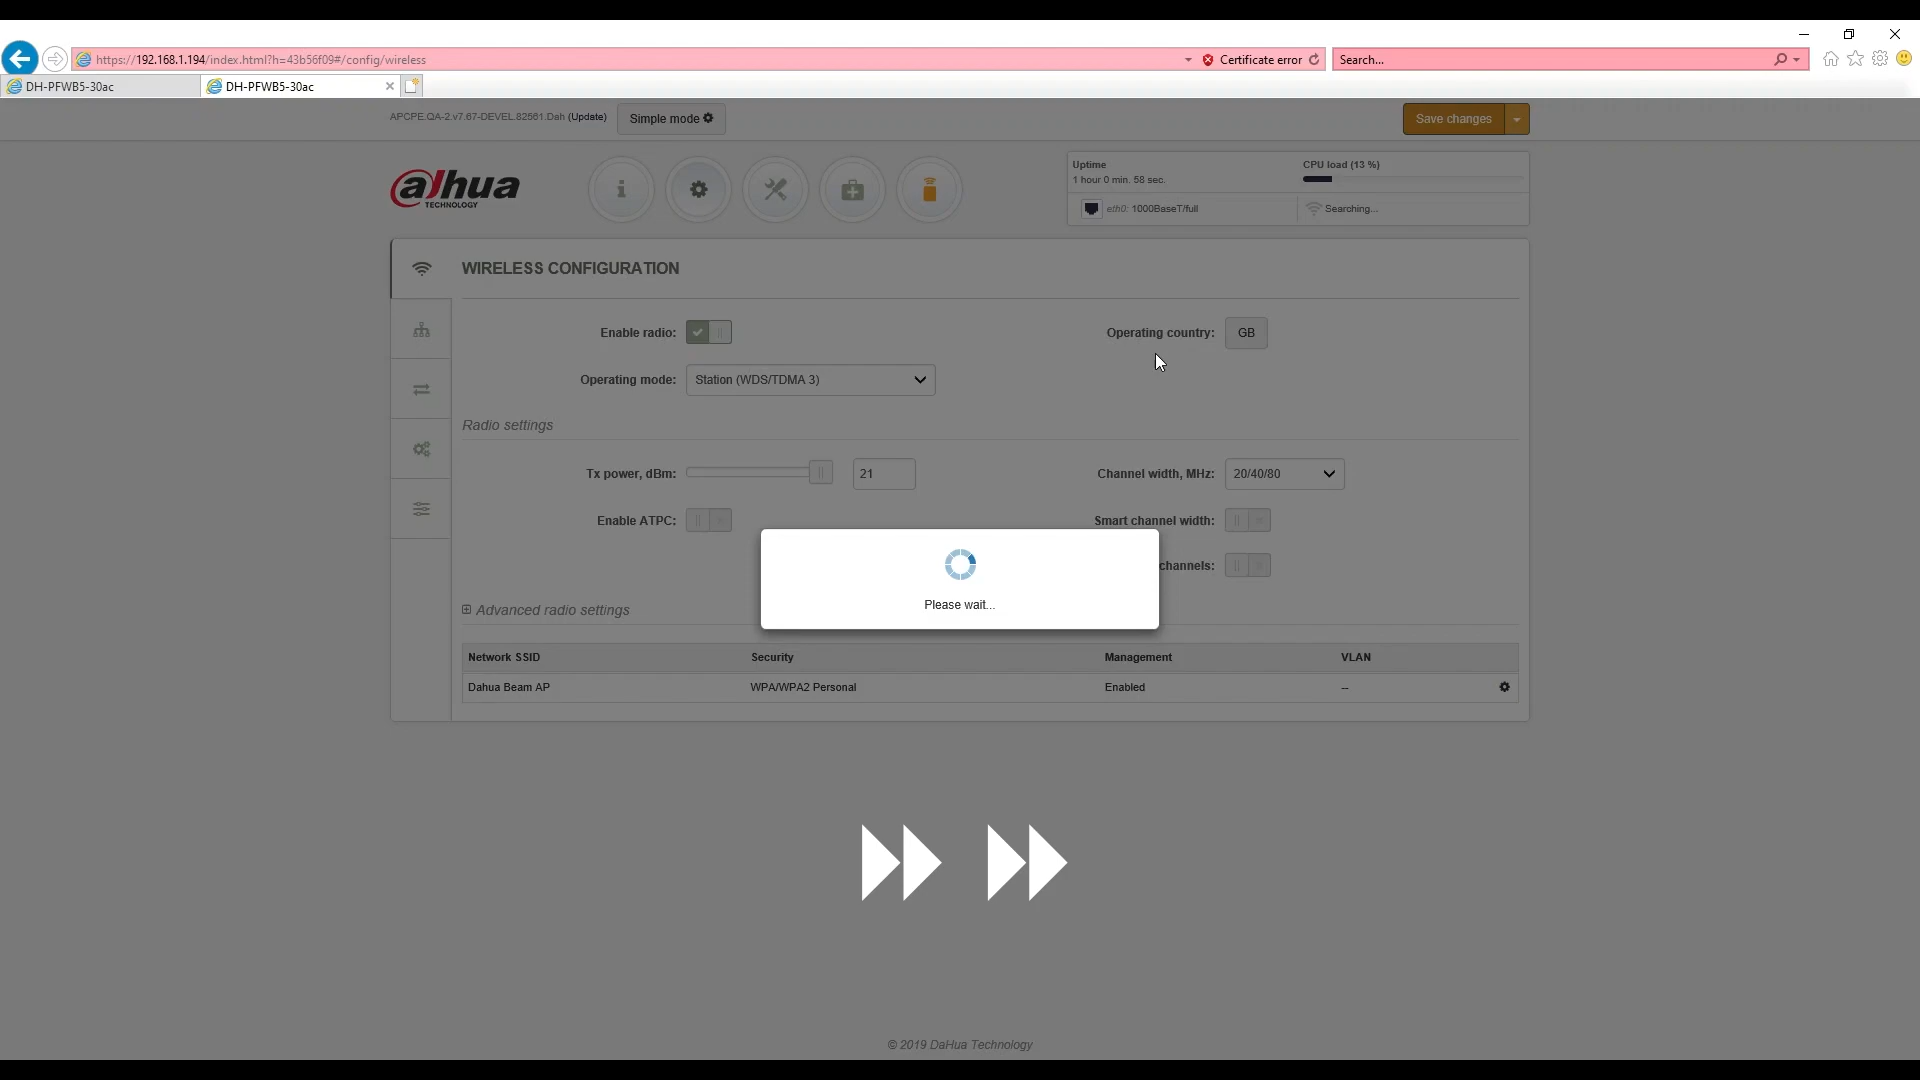 https://192.168.1.194/index.html?h=43b56f09#/config/wireless
Certificate error
Search...
DH-PFWB5-30ac
DH-PFWB5-30ac
APCPE.QA-2.v7.67-DEVEL.82561.Dah (Update)
Simple mode
Save changes
alhua
TECHNOLOGY
Uptime
1 hour 0 min. 58 sec.
CPU load (13 %)
eth0: 1000BaseT/full
Searching...
WIRELESS CONFIGURATION
Enable radio:
Operating country: GB
Operating mode: Station (WDS/TDMA 3)
Radio settings
Tx power, dBm: 21
Channel width, MHz: 20/40/80
Enable ATPC:
Smart channel width:
channels:
Please wait...
Advanced radio settings
Network SSID Security Management VLAN
Dahua Beam AP WPA/WPA2 Personal Enabled --
© 2019 DaHua Technology